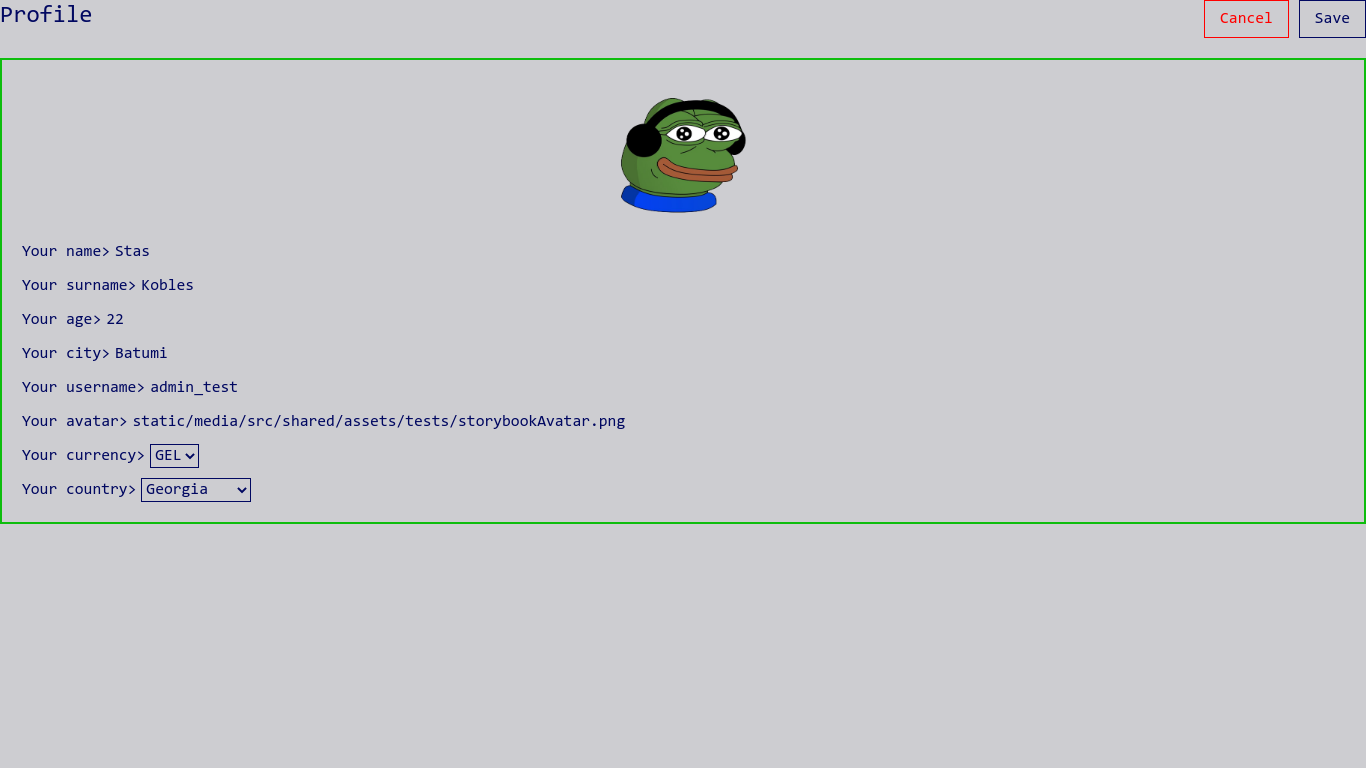 Profile
Cancel Save
Your name> Stas
Your surname> Kobles
Your age> 22
Your city> Batumi
Your username> admin_test
Your avatar> static/media/src/shared/assets/tests/storybookAvatar.png
Your currency> GEL
Your country> Georgia